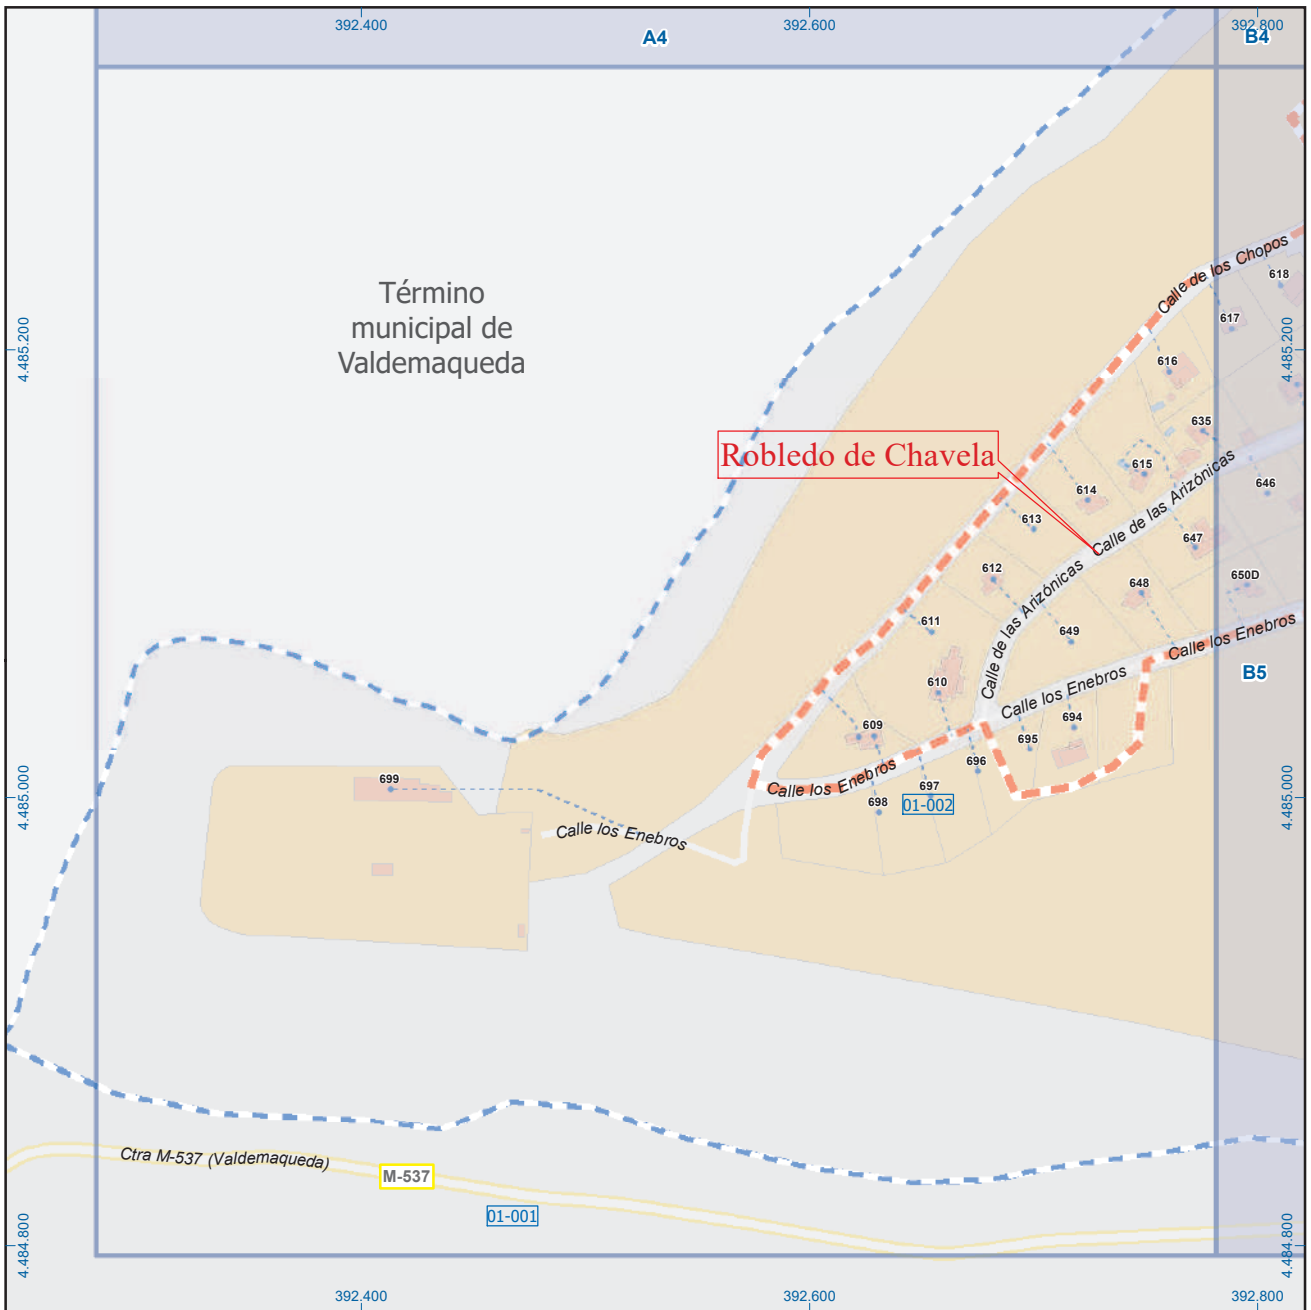 392.400
392.600
392.800
A4
B4
Calle de los Chopos
618
Término
municipal de
Valdemaqueda
617
4.485.200
4.485.200
616
635
Robledo de Chavela
615
Calle de las Arizónicas
646
614
613
647
612
Calle de las Arizónicas
648
650D
611
649
Calle los Enebros
610
Calle los Enebros
B5
694
609
695
696
699
Calle los Enebros
697
01-002
698
4.485.000
4.485.000
Calle los Enebros
Ctra M-537 (Valdemaqueda)
M-537
01-001
4.484.800
4.484.800
392.400
392.600
392.800